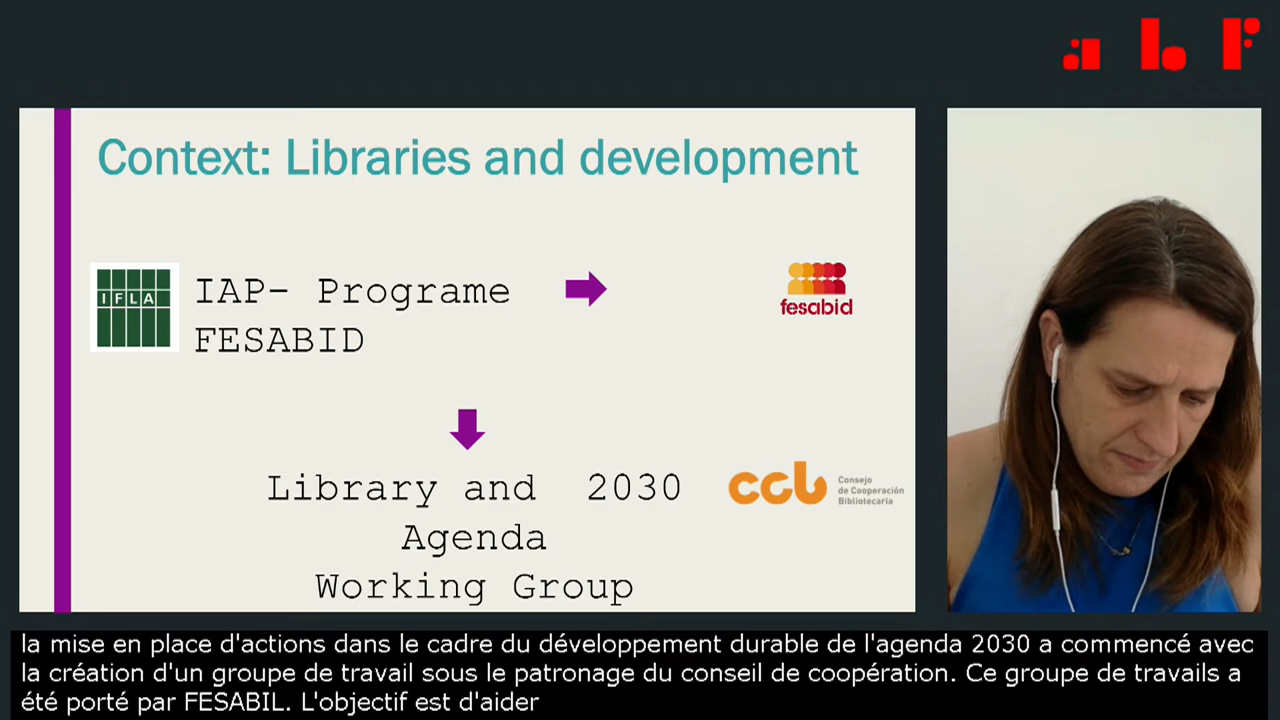 abf
Context: Libraries and development
IFLA
IAP- Programe
FESABID
fesabid
Library and 2030
Agenda
Working Group
ccb
Consejo
de Cooperación
Bibliotecaria
la mise en place d'actions dans le cadre du développement durable de l'agenda 2030 a commencé avec
la création d'un groupe de travail sous le patronage du conseil de coopération. Ce groupe de travails a
été porté par FESABIL. L'objectif est d'aider